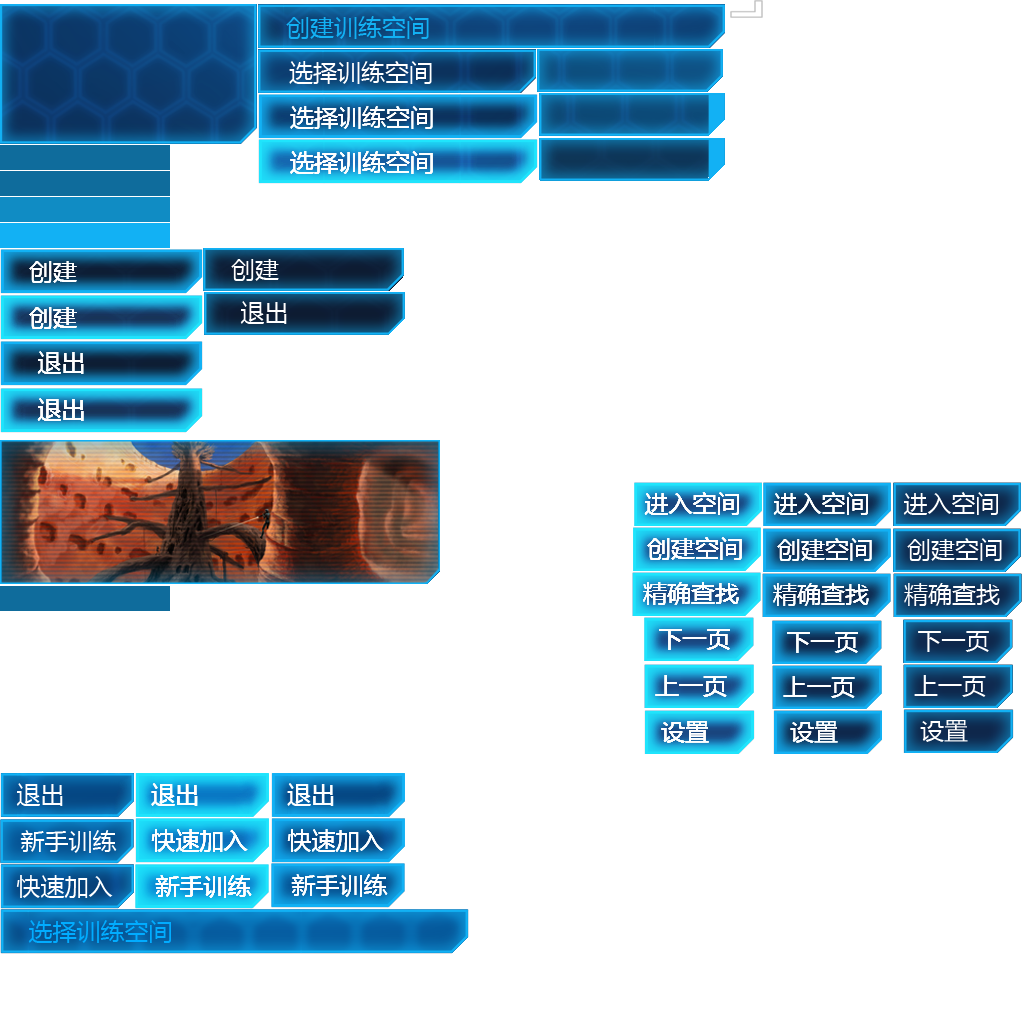 创建训练空间
选择训练空间
选择训练空间
选择训练空间
创建
创建
创建
退出
退出
退出
进入空间 进入空间 进入空间
创建空间 创建空间 创建空间
精确查找 精确查找 精确查找
下一页 下一页 下一页
上一页 上一页 上一页
设置 设置 设置
退出 退出 退出
新手训练 快速加入 快速加入
快速加入 新手训练 新手训练
选择训练空间